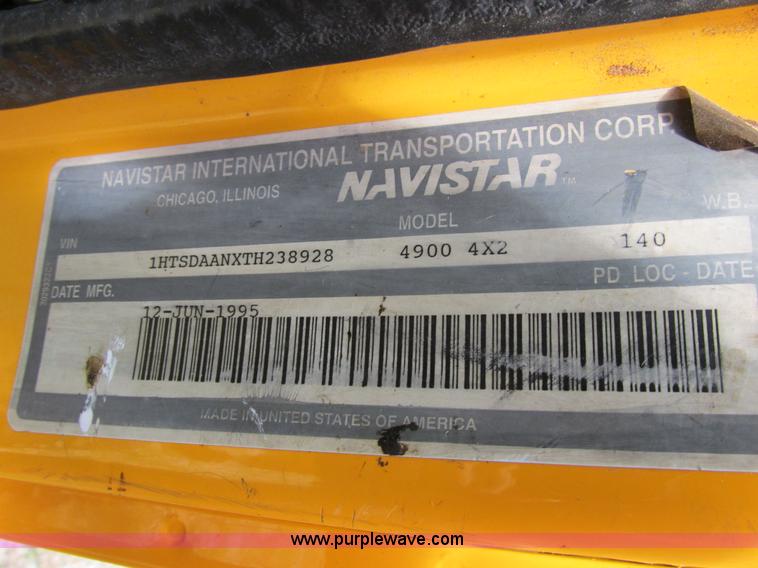 NAVISTAR INTERNATIONAL TRANSPORTATION CORP
CHICAGO, ILLINOIS
NAVISTAR TM
VIN
MODEL
W.B.
1HTSDAANXTH238928
4900 4X2
140
DATE MFG.
PD LOC - DATE
12-JUN-1995
MADE IN UNITED STATES OF AMERICA
www.purplewave.com